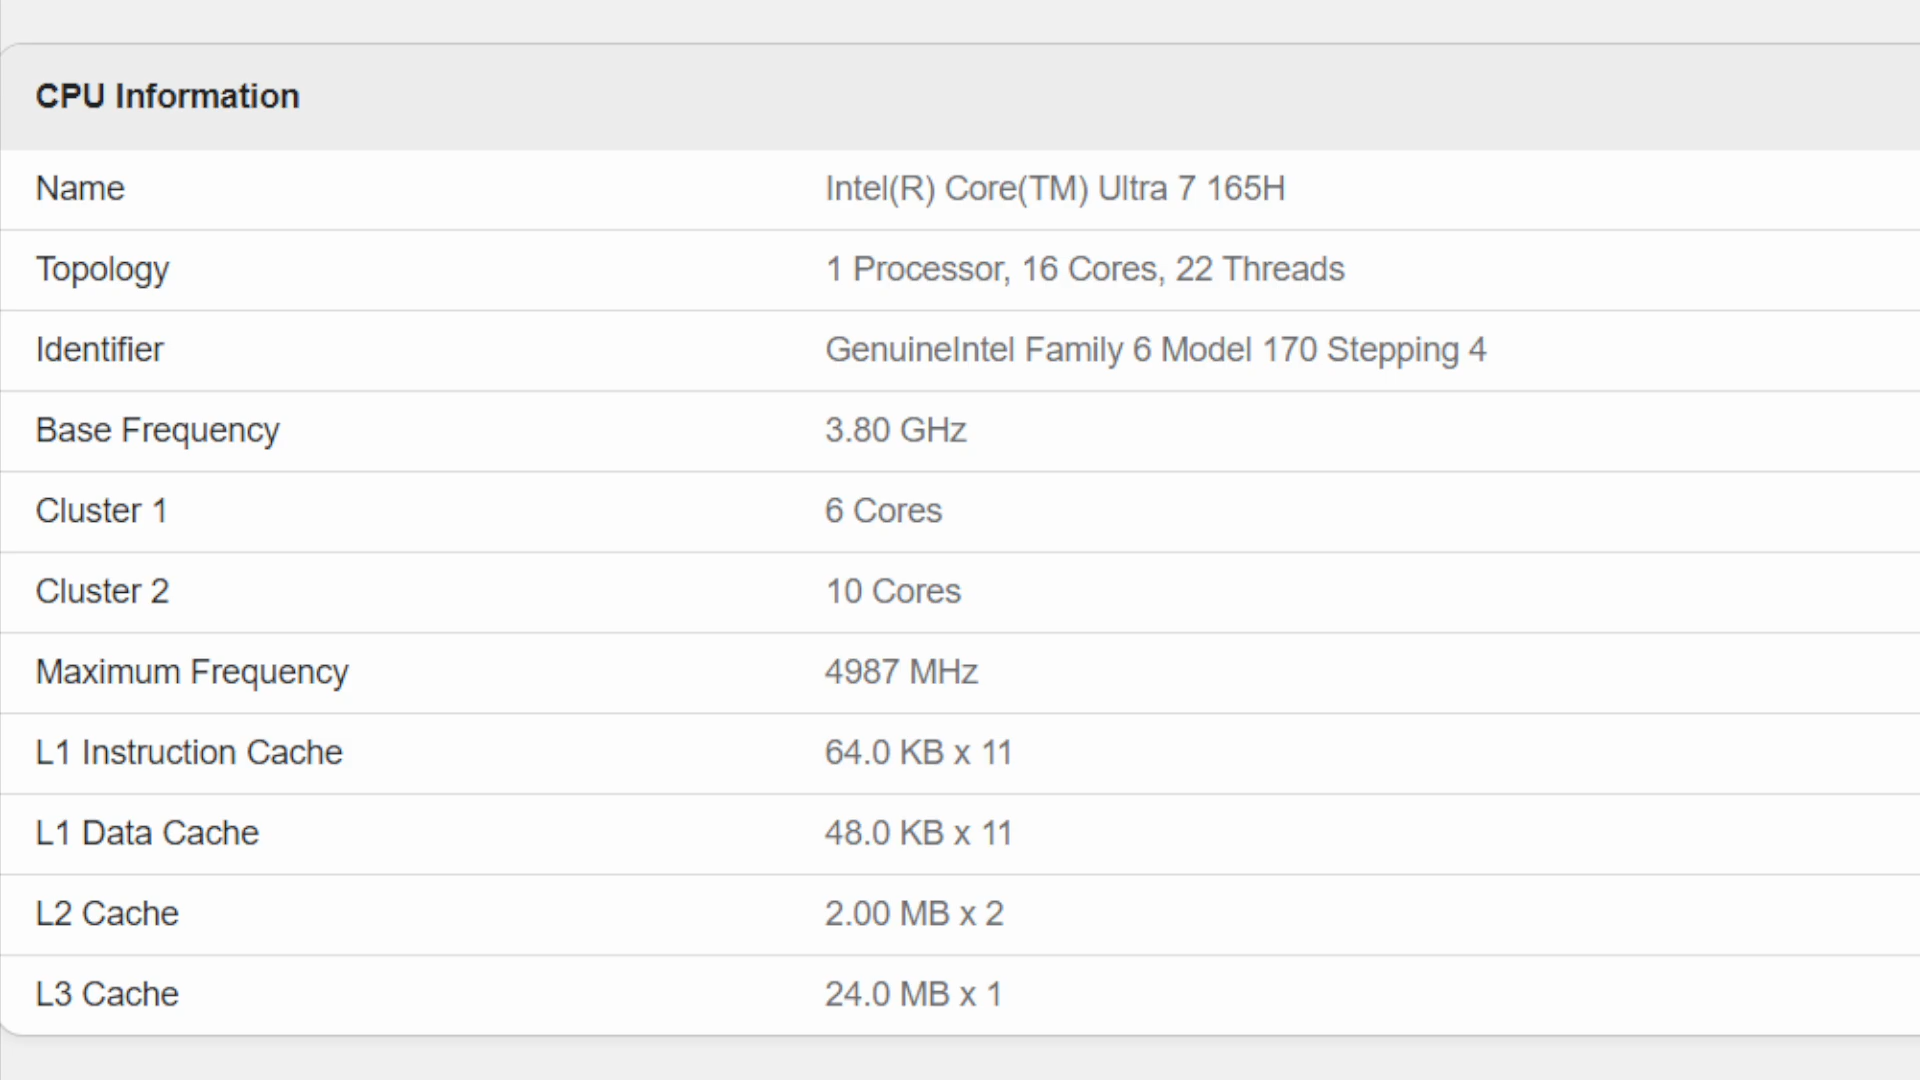 CPU Information
Name Intel(R) Core(TM) Ultra 7 165H
Topology 1 Processor, 16 Cores, 22 Threads
Identifier GenuineIntel Family 6 Model 170 Stepping 4
Base Frequency 3.80 GHz
Cluster 1 6 Cores
Cluster 2 10 Cores
Maximum Frequency 4987 MHz
L1 Instruction Cache 64.0 KB x 11
L1 Data Cache 48.0 KB x 11
L2 Cache 2.00 MB x 2
L3 Cache 24.0 MB x 1